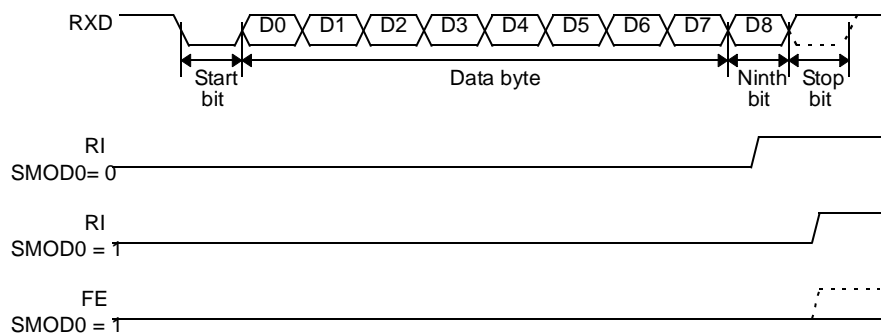 RXD D0 D1 D2 D3 D4 D5 D6 D7 D8
Start bit
Data byte
Ninth bit
Stop bit
RI
SMOD0= 0
RI
SMOD0 = 1
FE
SMOD0 = 1